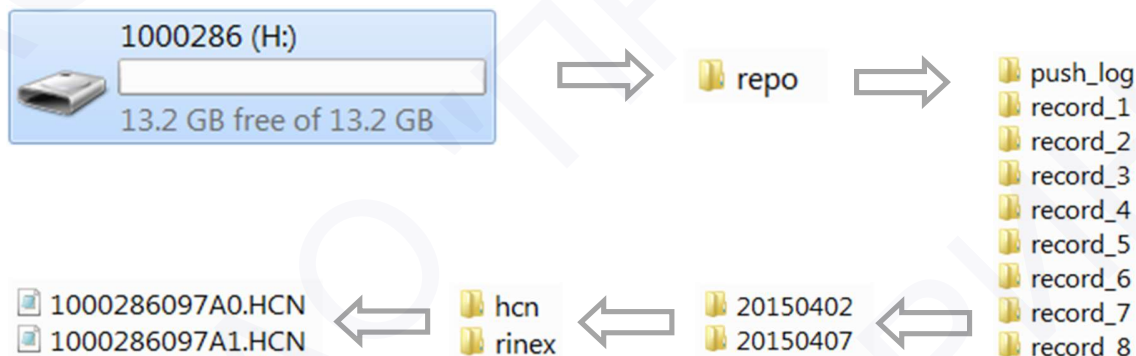 1000286 (H:)
13.2 GB free of 13.2 GB
repo
push_log
record_1
record_2
record_3
record_4
record_5
record_6
record_7
record_8
20150402
20150407
hcn
rinex
1000286097A0.HCN
1000286097A1.HCN